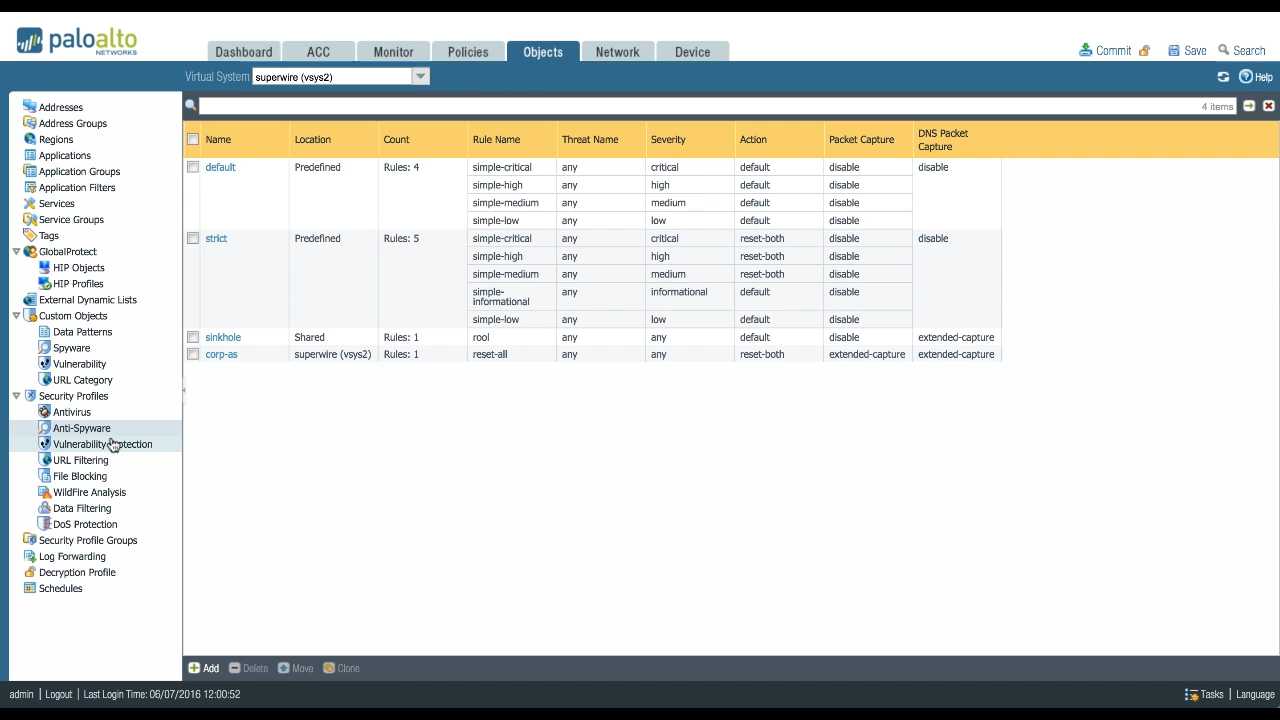 paloalto
NETWORKS
Dashboard ACC Monitor Policies Objects Network Device
Commit Save Search
Virtual System superwire (vsys2) Help
4 items
Addresses
Address Groups
Regions
Applications
Application Groups
Application Filters
Services
Service Groups
Tags
GlobalProtect
HIP Objects
HIP Profiles
External Dynamic Lists
Custom Objects
Data Patterns
Spyware
Vulnerability
URL Category
Security Profiles
Antivirus
Anti-Spyware
Vulnerability
URL Filtering
File Blocking
WildFire Analysis
Data Filtering
DoS Protection
Security Profile Groups
Log Forwarding
Decryption Profile
Schedules
Name Location Count Rule Name Threat Name Severity Action Packet Capture DNS Packet Capture
default Predefined Rules: 4 simple-critical any critical default disable disable
simple-high any high default disable
simple-medium any medium default disable
simple-low any low default disable
strict Predefined Rules: 5 simple-critical any critical reset-both disable disable
simple-high any high reset-both disable
simple-medium any medium reset-both disable
simple-informational any informational default disable
simple-low any low default disable
sinkhole Shared Rules: 1 rool any any default disable extended-capture
corp-as superwire (vsys2) Rules: 1 reset-all any any reset-both extended-capture extended-capture
Add Delete Move Clone
admin | Logout | Last Login Time: 06/07/2016 12:00:52 Tasks | Language